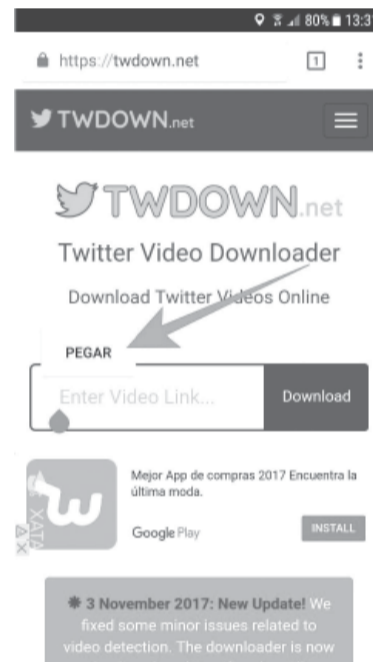 80% 13:3
https://twdown.net
1
TWDOWN.net
TWDOWN.net
Twitter Video Downloader
Download Twitter Videos Online
PEGAR
Enter Video Link...
Download
Mejor App de compras 2017 Encuentra la
última moda.
Google Play
INSTALL
XATA
3 November 2017: New Update! We
fixed some minor issues related to
video detection. The downloader is now